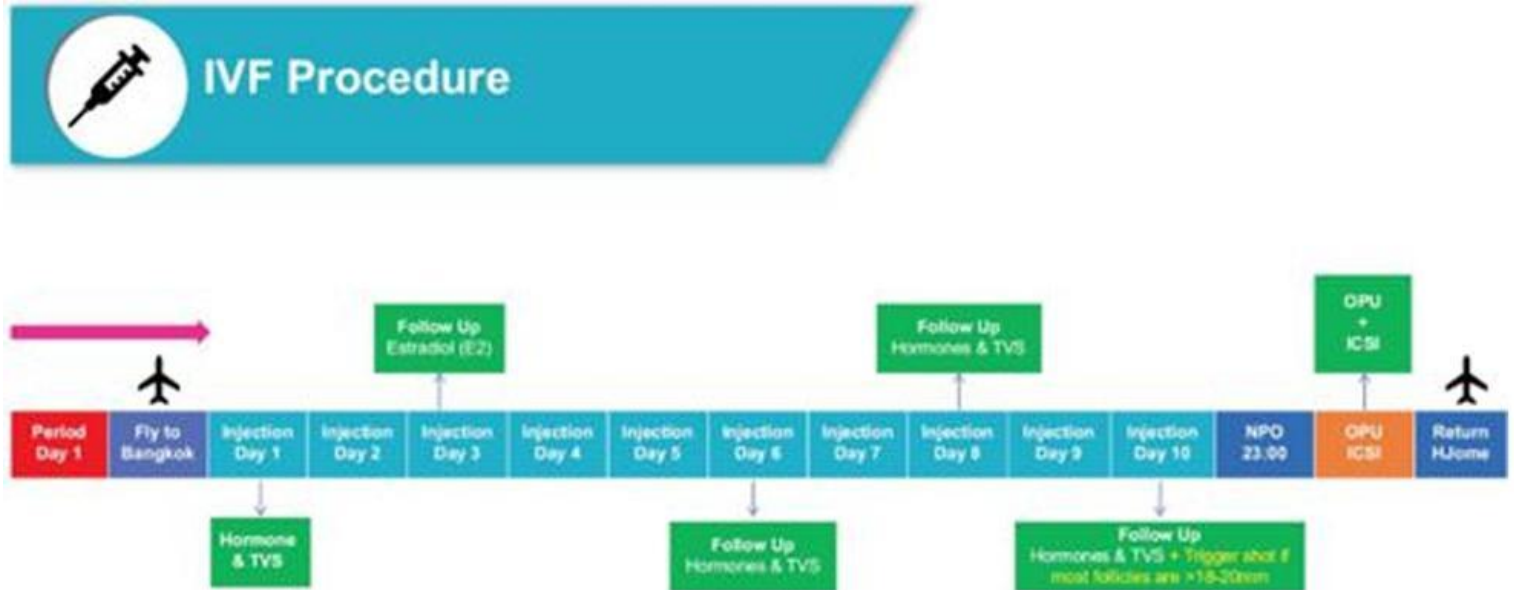 IVF Procedure
Follow Up
Estradiol (E2)
Follow Up
Hormones & TVS
OPU
+
ICSI
Period
Day 1
Fly to
Bangkok
Injection
Day 1
Injection
Day 2
Injection
Day 3
Injection
Day 4
Injection
Day 5
Injection
Day 6
Injection
Day 7
Injection
Day 8
Injection
Day 9
Injection
Day 10
NPO
23:00
OPU
ICSI
Return
HJome
Hormone
& TVS
Follow Up
Hormones & TVS
Follow Up
Hormones & TVS + Trigger shot if
most follicles are >18-20mm